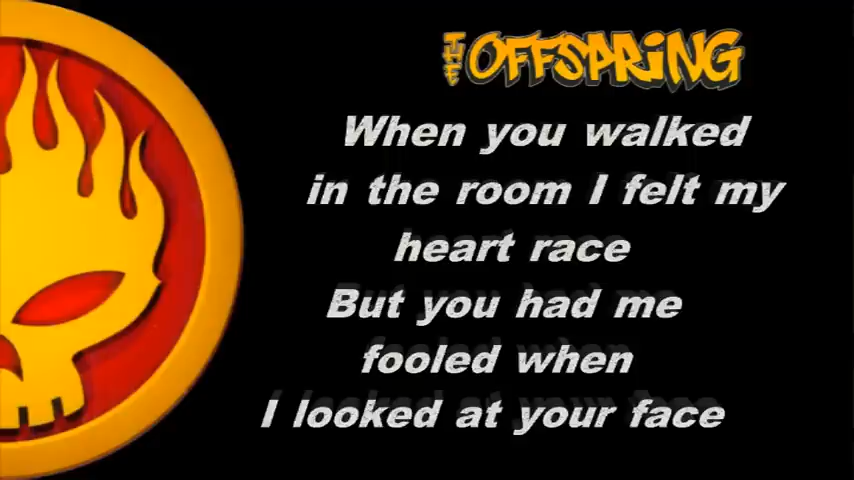 THE OFFSPRiNG
When you walked
in the room I felt my
heart race
But you had me
fooled when
I looked at your face